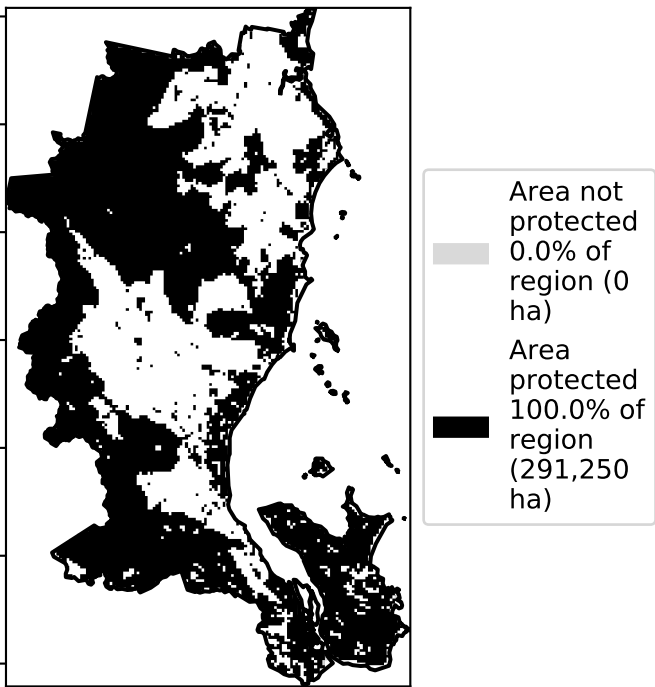 Area not
protected
0.0% of
region (0
ha)
Area
protected
100.0% of
region
(291,250
ha)